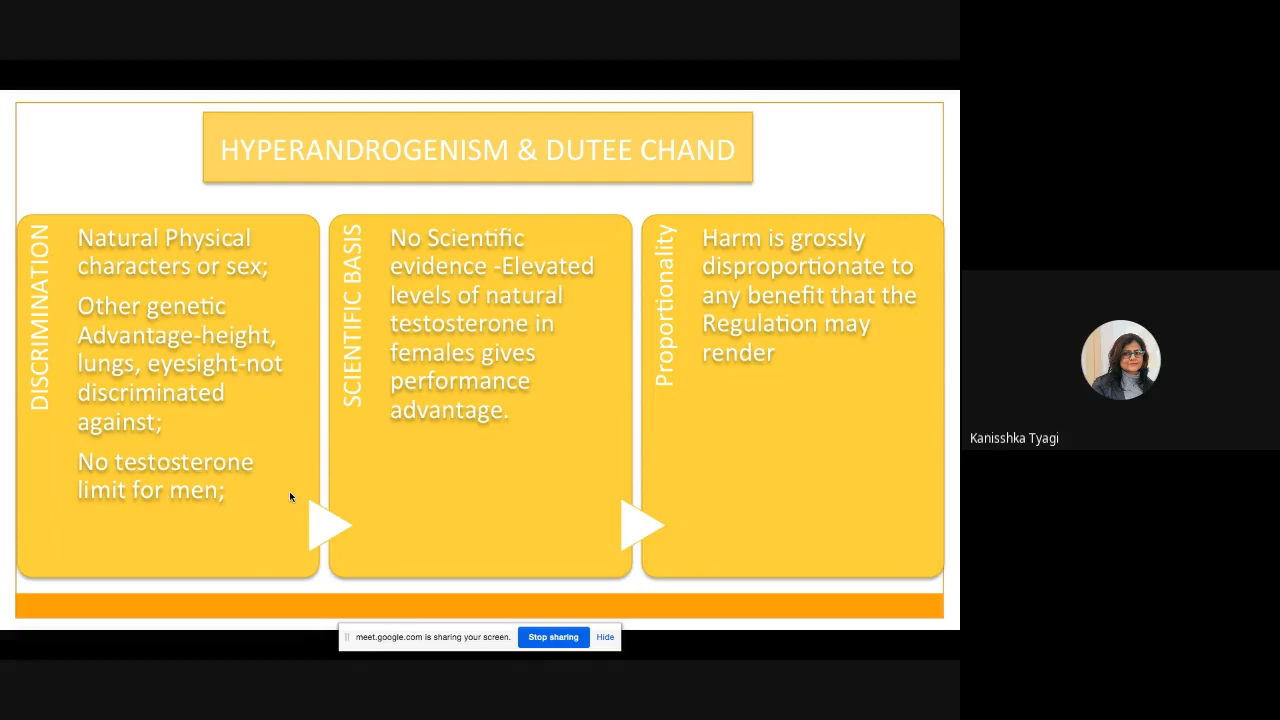 HYPERANDROGENISM & DUTEE CHAND
DISCRIMINATION
Natural Physical
characters or sex;
Other genetic
Advantage-height,
lungs, eyesight-not
discriminated
against;
No testosterone
limit for men;
SCIENTIFIC BASIS
No Scientific
evidence -Elevated
levels of natural
testosterone in
females gives
performance
advantage.
Proportionality
Harm is grossly
disproportionate to
any benefit that the
Regulation may
render
Kanisshka Tyagi
meet.google.com is sharing your screen.
Stop sharing
Hide